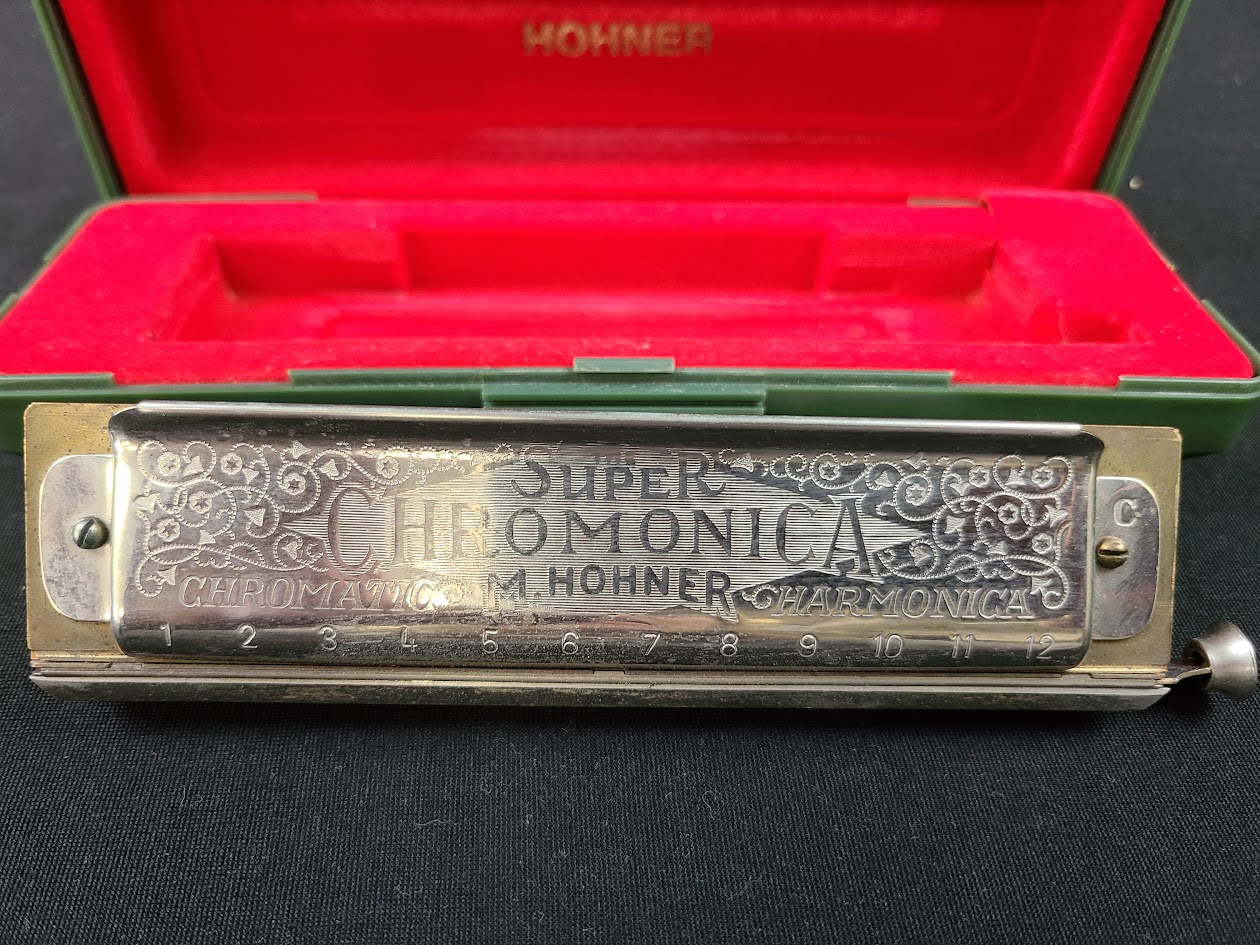 HOHNER
SUPER
CHROMONICA
C
M. HOHNER
CHROMATIC HARMONICA
1 2 3 4 5 6 7 8 9 10 11 12